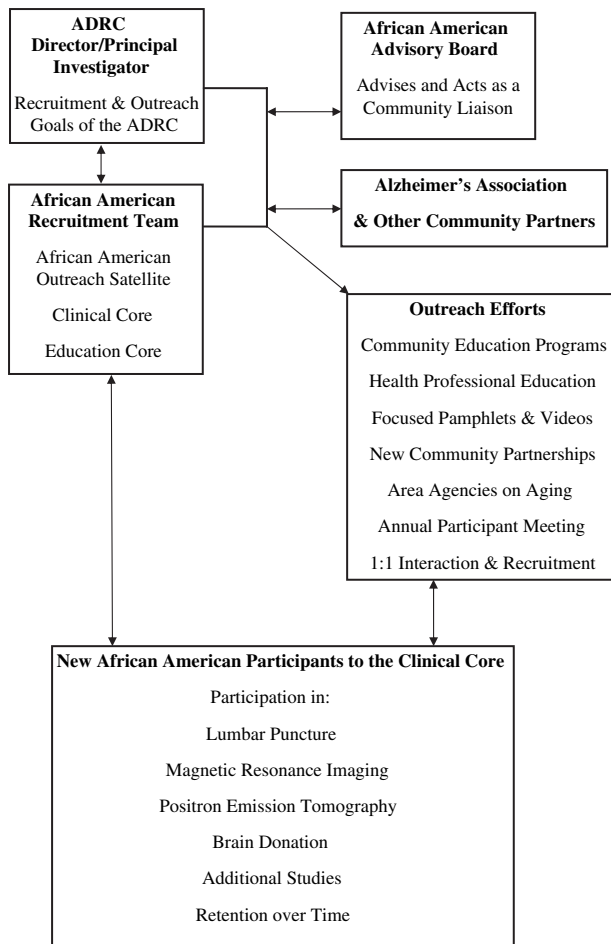 ADRC
Director/Principal
Investigator
Recruitment & Outreach
Goals of the ADRC
African American
Advisory Board
Advises and Acts as a
Community Liaison
African American
Recruitment Team
African American
Outreach Satellite
Clinical Core
Education Core
Alzheimer’s Association
& Other Community Partners
Outreach Efforts
Community Education Programs
Health Professional Education
Focused Pamphlets & Videos
New Community Partnerships
Area Agencies on Aging
Annual Participant Meeting
1:1 Interaction & Recruitment
New African American Participants to the Clinical Core
Participation in:
Lumbar Puncture
Magnetic Resonance Imaging
Positron Emission Tomography
Brain Donation
Additional Studies
Retention over Time